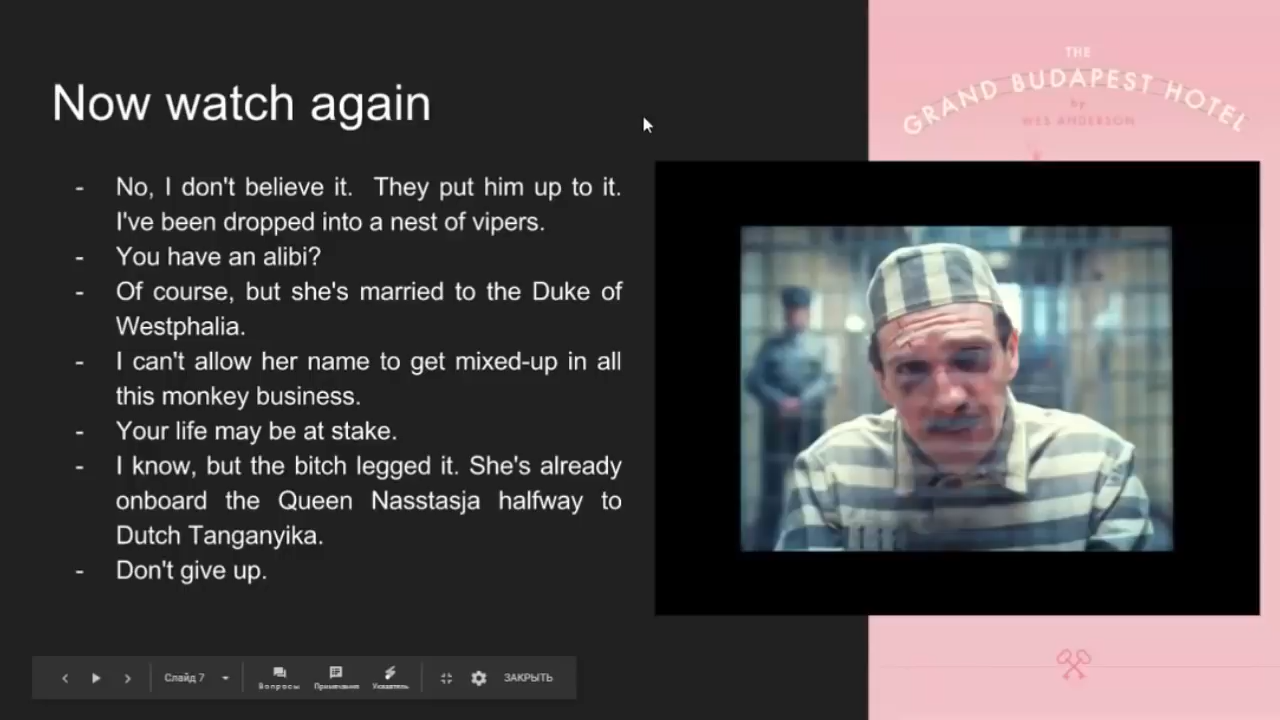 Now watch again
- No, I don't believe it. They put him up to it.
I've been dropped into a nest of vipers.
- You have an alibi?
- Of course, but she's married to the Duke of
Westphalia.
- I can't allow her name to get mixed-up in all
this monkey business.
- Your life may be at stake.
- I know, but the bitch legged it. She's already
onboard the Queen Nasstasja halfway to
Dutch Tanganyika.
- Don't give up.
THE
GRAND BUDAPEST HOTEL
by
WES ANDERSON
Слайд 7
Вопросы
Примечания
Указатель
ЗАКРЫТЬ